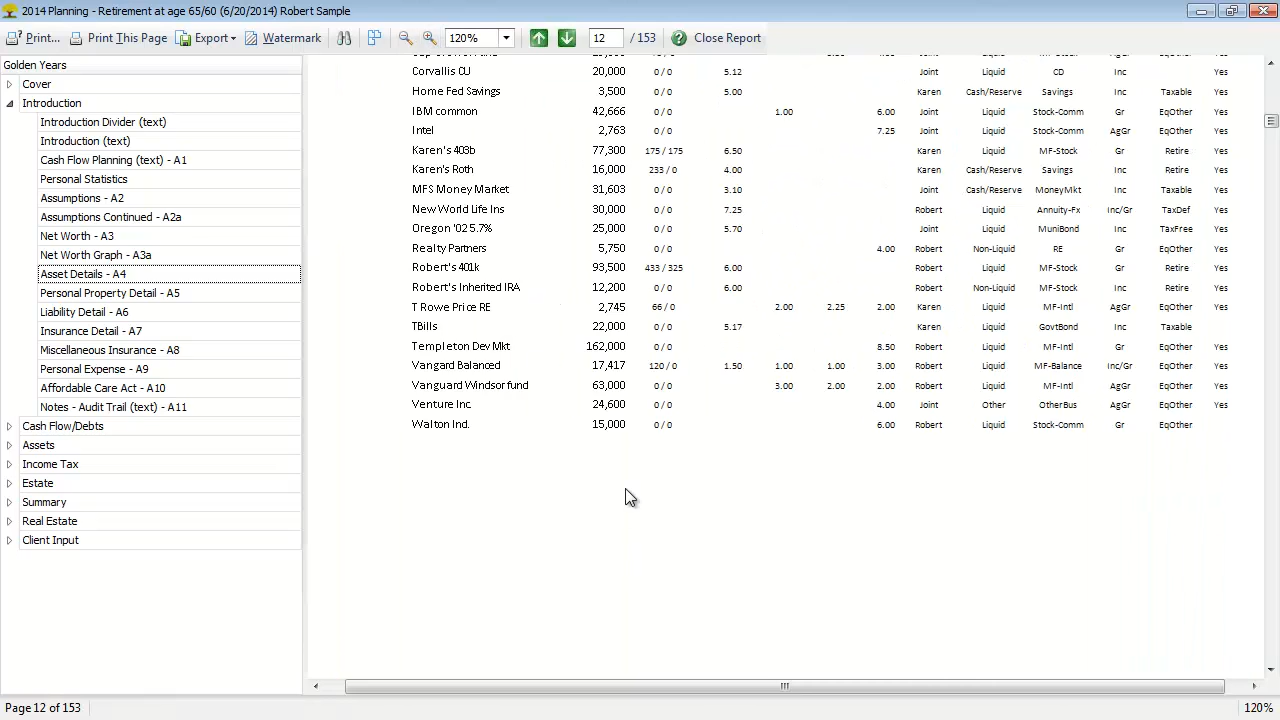 2014 Planning - Retirement at age 65/60 (6/20/2014) Robert Sample
Print... Print This Page Export Watermark 120% 12 / 153 Close Report
Golden Years
Cover
Introduction
Introduction Divider (text)
Introduction (text)
Cash Flow Planning (text) - A1
Personal Statistics
Assumptions - A2
Assumptions Continued - A2a
Net Worth - A3
Net Worth Graph - A3a
Asset Details - A4
Personal Property Detail - A5
Liability Detail - A6
Insurance Detail - A7
Miscellaneous Insurance - A8
Personal Expense - A9
Affordable Care Act - A10
Notes - Audit Trail (text) - A11
Cash Flow/Debts
Assets
Income Tax
Estate
Summary
Real Estate
Client Input
Corvallis CU 20,000 0 / 0 5.12 Joint Liquid CD Inc Yes
Home Fed Savings 3,500 0 / 0 5.00 Karen Cash/Reserve Savings Inc Taxable Yes
IBM common 42,666 0 / 0 1.00 6.00 Joint Liquid Stock-Comm Gr EqOther Yes
Intel 2,763 0 / 0 7.25 Joint Liquid Stock-Comm AgGr EqOther Yes
Karen's 403b 77,300 175 / 175 6.50 Karen Liquid MF-Stock Gr Retire Yes
Karen's Roth 16,000 233 / 0 4.00 Karen Cash/Reserve Savings Inc Retire Yes
MFS Money Market 31,603 0 / 0 3.10 Joint Cash/Reserve MoneyMkt Inc Taxable Yes
New World Life Ins 30,000 0 / 0 7.25 Robert Liquid Annuity-Fx Inc/Gr TaxDef Yes
Oregon '02 5.7% 25,000 0 / 0 5.70 Joint Liquid MuniBond Inc TaxFree Yes
Realty Partners 5,750 0 / 0 4.00 Robert Non-Liquid RE Gr EqOther Yes
Robert's 401k 93,500 433 / 325 6.00 Robert Liquid MF-Stock Gr Retire Yes
Robert's Inherited IRA 12,200 0 / 0 6.00 Robert Non-Liquid MF-Stock Inc Retire Yes
T Rowe Price RE 2,745 66 / 0 2.00 2.25 2.00 Karen Liquid MF-Intl AgGr EqOther Yes
TBills 22,000 0 / 0 5.17 Karen Liquid GovtBond Inc Taxable
Templeton Dev Mkt 162,000 0 / 0 8.50 Robert Liquid MF-Intl Gr EqOther Yes
Vangard Balanced 17,417 120 / 0 1.50 1.00 1.00 3.00 Robert Liquid MF-Balance Inc/Gr EqOther Yes
Vanguard Windsor fund 63,000 0 / 0 3.00 2.00 2.00 Robert Liquid MF-Intl AgGr EqOther Yes
Venture Inc. 24,600 0 / 0 4.00 Joint Other OtherBus AgGr EqOther Yes
Walton Ind. 15,000 0 / 0 6.00 Robert Liquid Stock-Comm Gr EqOther
Page 12 of 153 120%